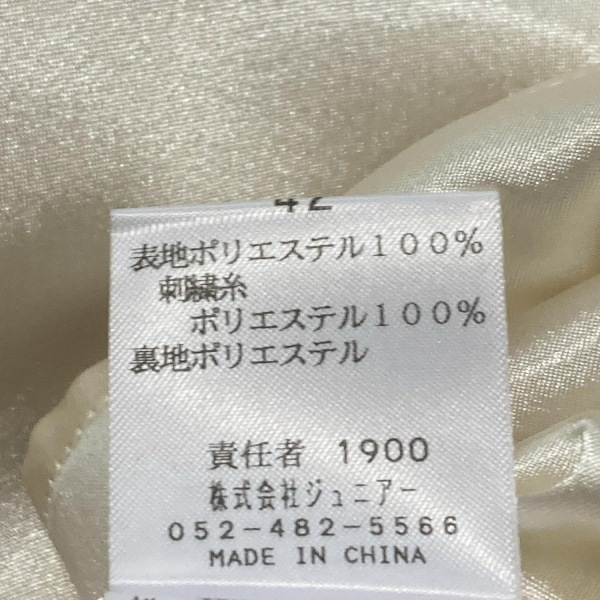 42
表地ポリエステル100%
刺繍糸
ポリエステル100%
裏地ポリエステル
責任者 1900
株式会社ジュニアー
052-482-5566
MADE IN CHINA